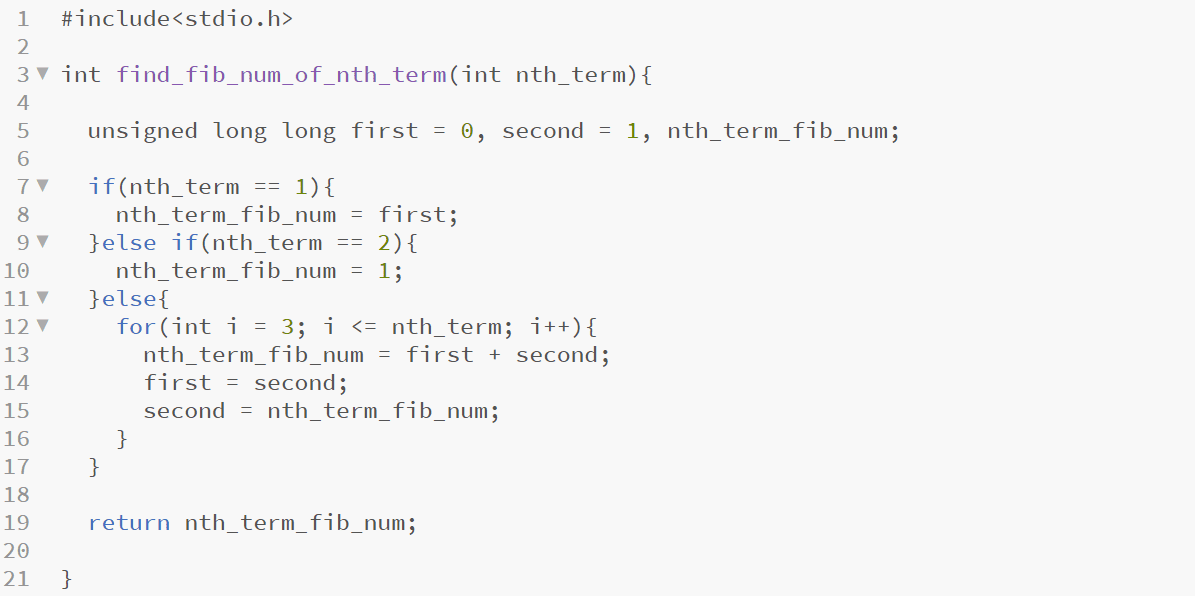 1 #include<stdio.h>
2
3 int find_fib_num_of_nth_term(int nth_term){
4
5 unsigned long long first = 0, second = 1, nth_term_fib_num;
6
7 if(nth_term == 1){
8 nth_term_fib_num = first;
9 }else if(nth_term == 2){
10 nth_term_fib_num = 1;
11 }else{
12 for(int i = 3; i <= nth_term; i++){
13 nth_term_fib_num = first + second;
14 first = second;
15 second = nth_term_fib_num;
16 }
17 }
18
19 return nth_term_fib_num;
20
21 }